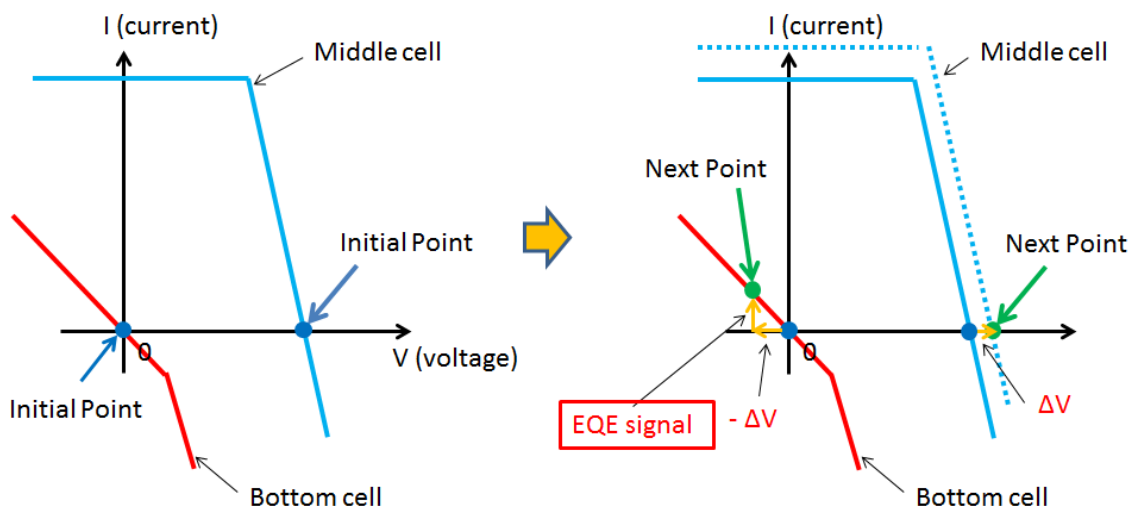 I (current)
Middle cell
Initial Point
0
V (voltage)
Initial Point
Bottom cell
I (current)
Middle cell
Next Point
Next Point
0
EQE signal
- ΔV
ΔV
Bottom cell